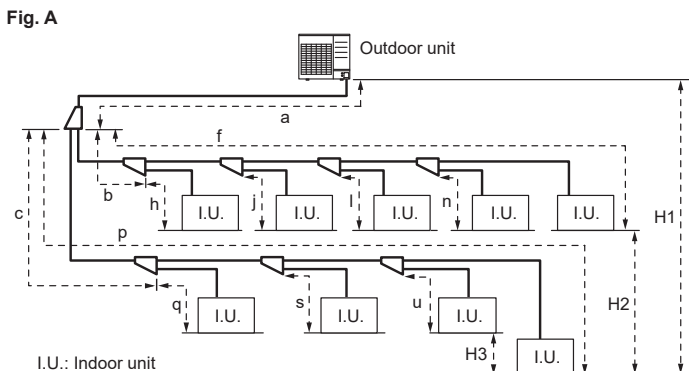 Fig. A
Outdoor unit
a
f
b
h
j
l
n
c
I.U.
I.U.
I.U.
I.U.
I.U.
H1
p
q
s
u
H2
I.U.
I.U.
I.U.
H3
I.U.
I.U.: Indoor unit